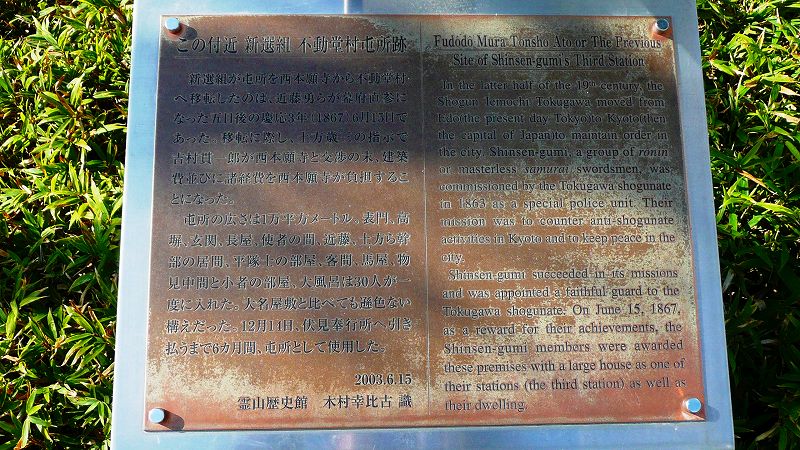 この付近 新選組 不動堂村屯所跡
新選組が屯所を西本願寺から不動堂村
へ移転したのは、近藤勇らが幕府直参に
なった五日後の慶応3年(1867)6月15日で
あった。移転に際し、土方歳三の指示で
吉村貫一郎が西本願寺と交渉の末、建築
費並びに諸経費を西本願寺が負担するこ
とになった。
屯所の広さは1万平方メートル、表門、高
塀、玄関、長屋、使者の間、近藤、土方ら幹
部の居間、平隊士の部屋、客間、馬屋、物
見中間と小者の部屋、大風呂は30人が一
度に入れた。大名屋敷と比べても遜色ない
構えだった。12月14日、伏見奉行所へ引き
払うまで6カ月間、屯所として使用した。
2003.6.15
霊山歴史館 木村幸比古 識
Fudodo Mura Tonsho Ato or The Previous
Site of Shinsen-gumi's Third Station
In the latter half of the 19th century, the
Shogun Iemochi Tokugawa moved from
Edo(the present day Tokyo)to Kyoto(then
the capital of Japan)to maintain order in
the city. Shinsen-gumi, a group of ronin
or masterless samurai swordsmen, was
commissioned by the Tokugawa shogunate
in 1863 as a special police unit. Their
mission was to counter anti-shogunate
activities in Kyoto and to keep peace in the
city.
Shinsen-gumi succeeded in its missions
and was appointed a faithful guard to the
Tokugawa shogunate. On June 15, 1867,
as a reward for their achievements, the
Shinsen-gumi members were awarded
these premises with a large house as one of
their stations (the third station) as well as
their dwelling.